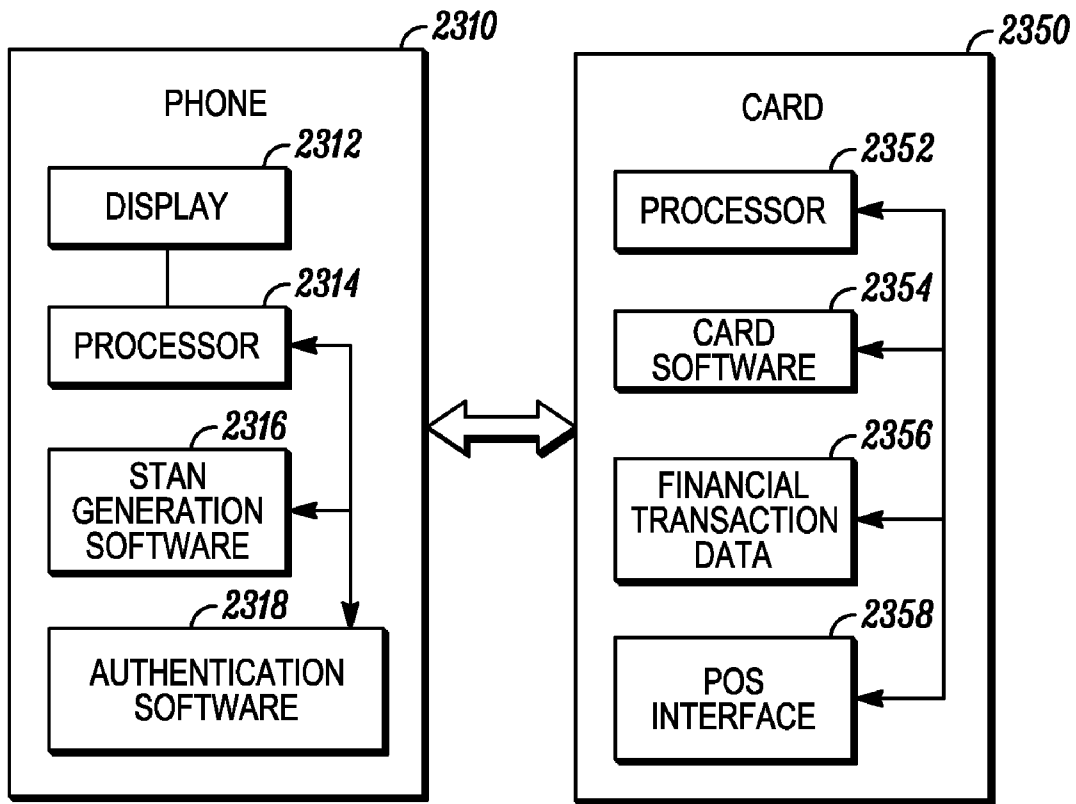 2310
PHONE
2312
DISPLAY
2314
PROCESSOR
2316
STAN
GENERATION
SOFTWARE
2318
AUTHENTICATION
SOFTWARE
2350
CARD
2352
PROCESSOR
2354
CARD
SOFTWARE
2356
FINANCIAL
TRANSACTION
DATA
2358
POS
INTERFACE